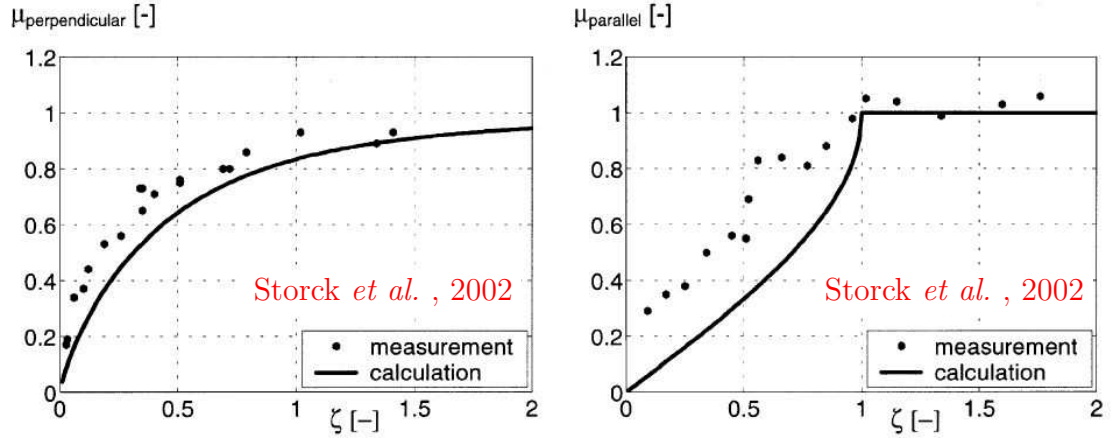 μperpendicular [-]
1.2
1
0.8
0.6
0.4
0.2
0
0
0.5
1
1.5
2
ζ [–]
Storck et al. , 2002
measurement
calculation
μparallel [-]
1.2
1
0.8
0.6
0.4
0.2
0
0
0.5
1
1.5
2
ζ [–]
Storck et al. , 2002
measurement
calculation